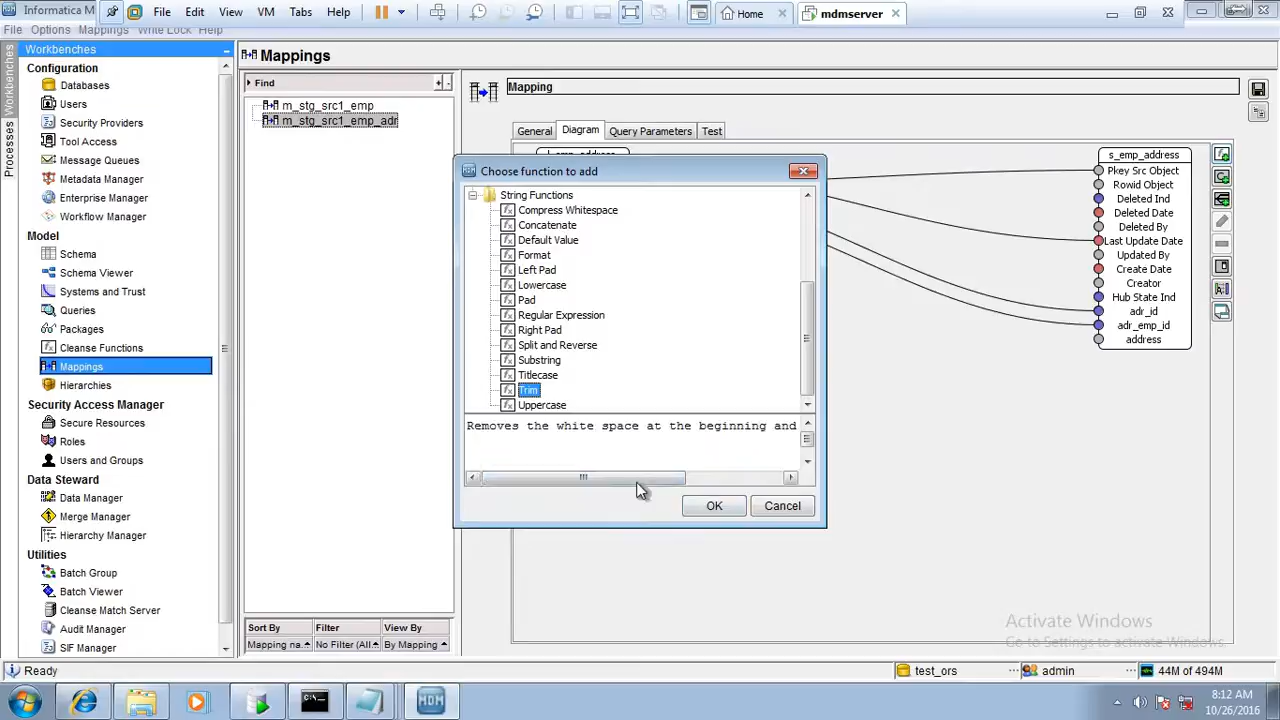 Informatica M
File Edit View VM Tabs Help
Home
mdmserver
File Options Mappings Write Lock Help
Workbenches
Processes
Workbenches
Configuration
Databases
Users
Security Providers
Tool Access
Message Queues
Metadata Manager
Enterprise Manager
Workflow Manager
Model
Schema
Schema Viewer
Systems and Trust
Queries
Packages
Cleanse Functions
Mappings
Hierarchies
Security Access Manager
Secure Resources
Roles
Users and Groups
Data Steward
Data Manager
Merge Manager
Hierarchy Manager
Utilities
Batch Group
Batch Viewer
Cleanse Match Server
Audit Manager
SIF Manager
Mappings
Find
m_stg_src1_emp
m_stg_src1_emp_adr
Sort By Filter View By
Mapping na... No Filter (All... By Mapping
Mapping
General Diagram Query Parameters Test
s_emp_address
Pkey Src Object
Rowid Object
Deleted Ind
Deleted Date
Deleted By
Last Update Date
Updated By
Create Date
Creator
Hub State Ind
adr_id
adr_emp_id
address
Choose function to add
String Functions
Compress Whitespace
Concatenate
Default Value
Format
Left Pad
Lowercase
Pad
Regular Expression
Right Pad
Split and Reverse
Substring
Titlecase
Trim
Uppercase
Removes the white space at the beginning and
OK Cancel
Activate Windows
Go to Settings to activate Windows.
Ready
test_ors
admin
44M of 494M
MDM
8:12 AM
10/26/2016